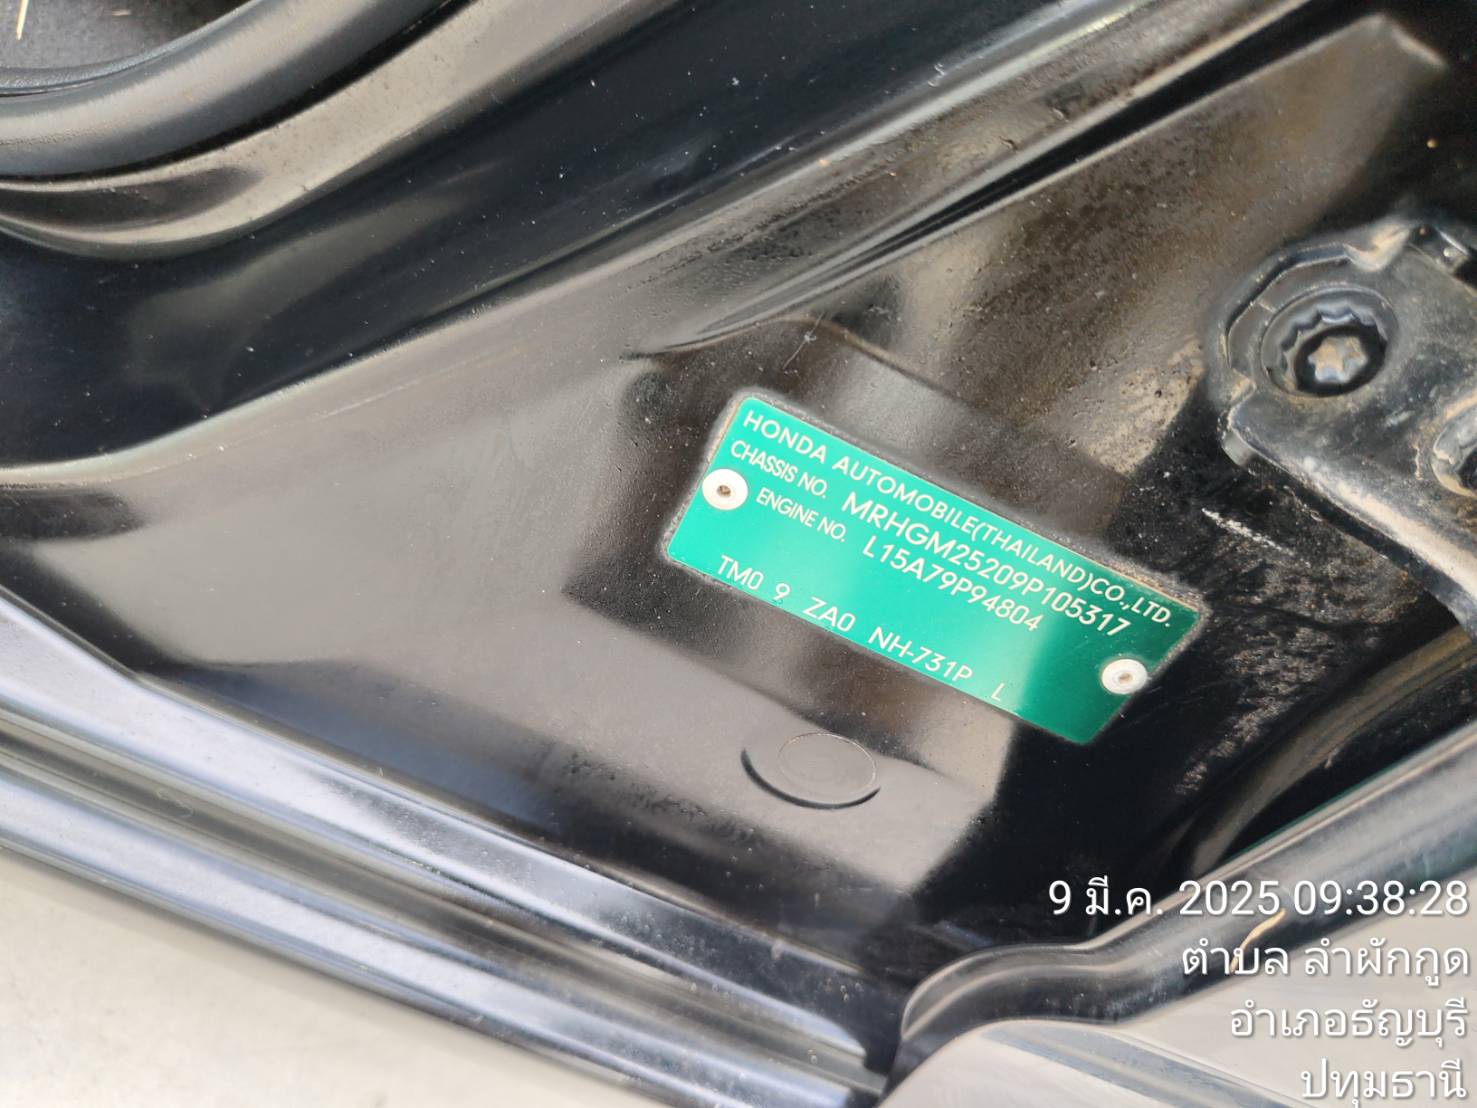 HONDA AUTOMOBILE(THAILAND)CO.,LTD.
CHASSIS NO. MRHGM25209P105317
ENGINE NO. L15A79P94804
TM0 9 ZA0 NH-731P L
9 มี.ค. 2025 09:38:28
ตำบล ลำผักกูด
อำเภอธัญบุรี
ปทุมธานี